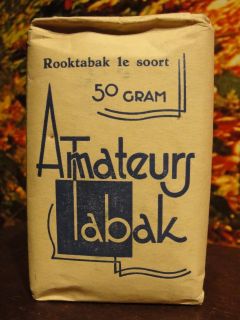 Rooktabak 1e soort
50 GRAM
Amateurs
tabak